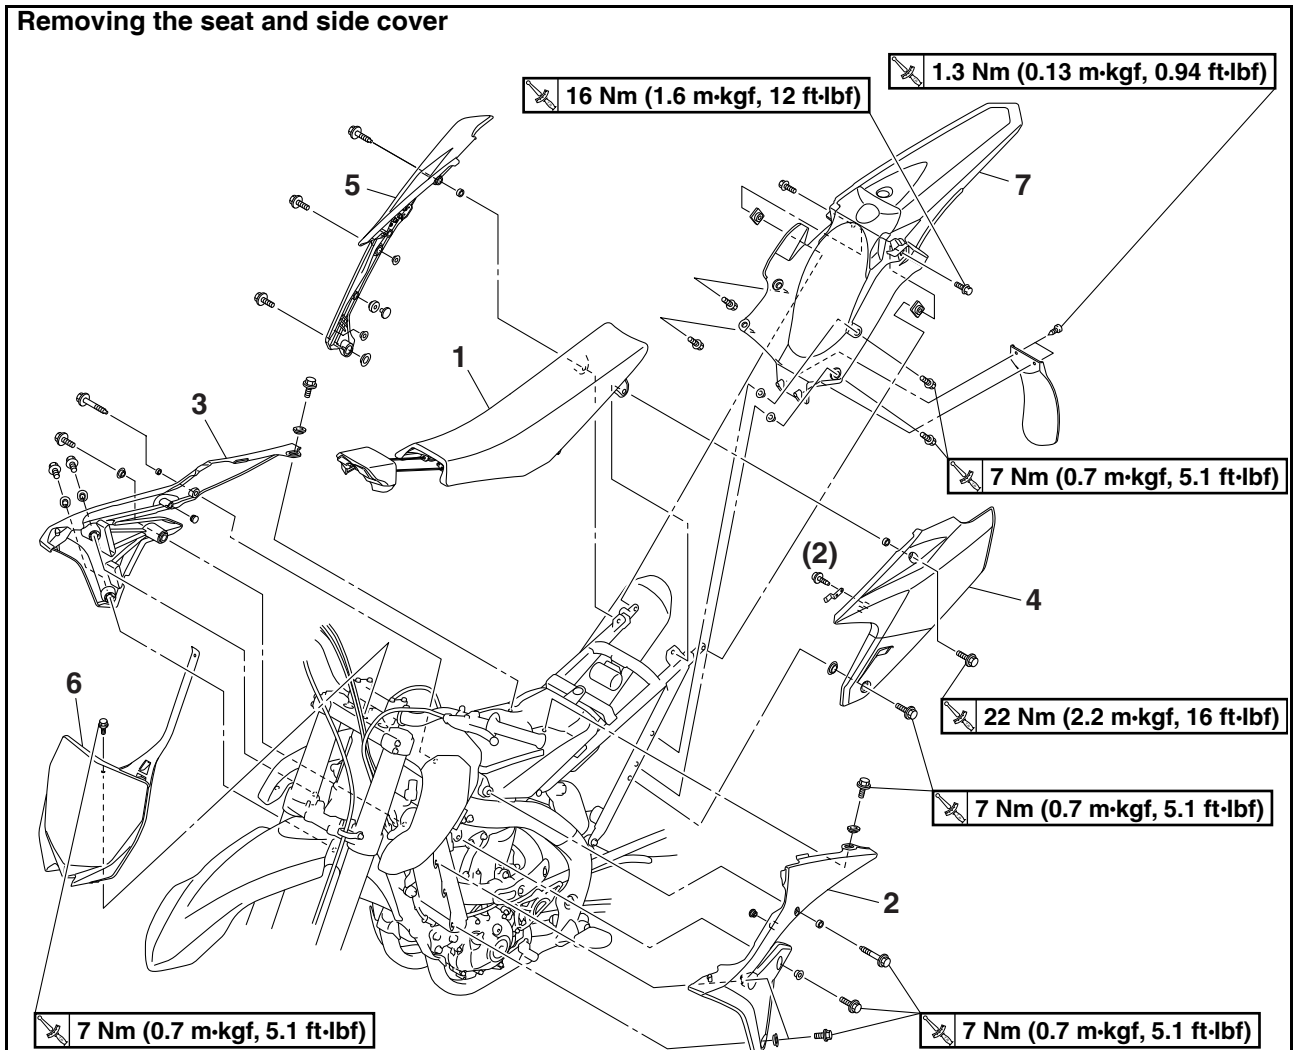 Removing the seat and side cover
1.3 Nm (0.13 m·kgf, 0.94 ft·lbf)
16 Nm (1.6 m·kgf, 12 ft·lbf)
5
7
1
3
7 Nm (0.7 m·kgf, 5.1 ft·lbf)
(2)
4
6
22 Nm (2.2 m·kgf, 16 ft·lbf)
7 Nm (0.7 m·kgf, 5.1 ft·lbf)
2
7 Nm (0.7 m·kgf, 5.1 ft·lbf)
7 Nm (0.7 m·kgf, 5.1 ft·lbf)